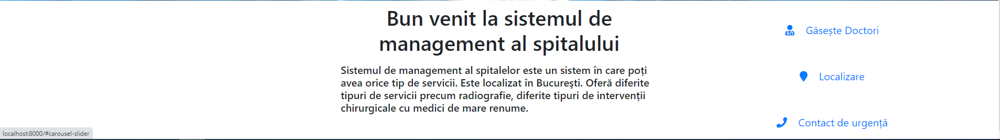 Bun venit la sistemul de
management al spitalului
Sistemul de management al spitalelor este un sistem în care poți
avea orice tip de servicii. Este localizat în Bucureşti. Oferă diferite
tipuri de servicii precum radiografie, diferite tipuri de intervenții
chirurgicale cu medici de mare renume.
Găsește Doctori
Localizare
Contact de urgență
localhost:8000/#carousel-slider